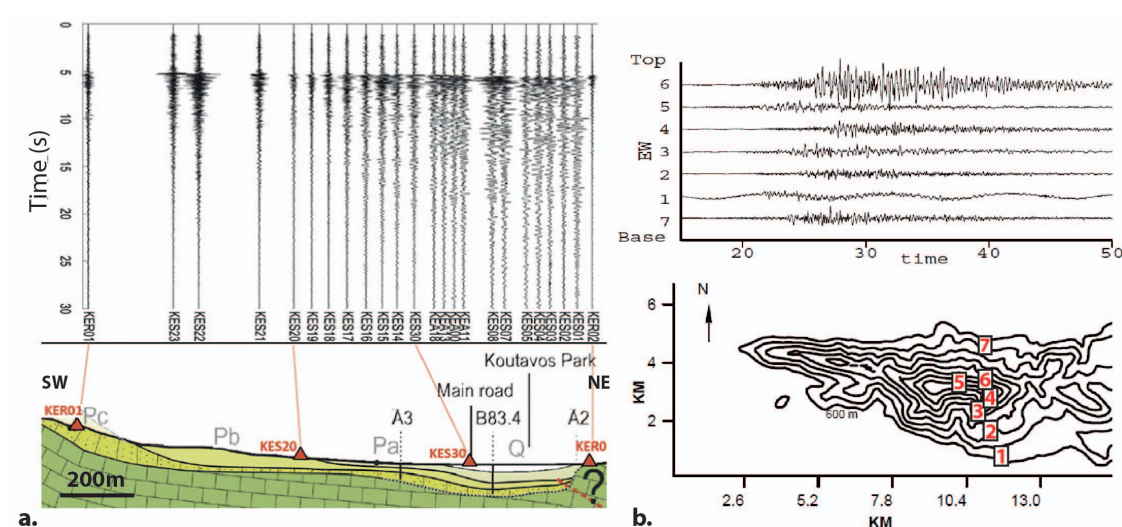 0
5
10
15
20
25
30
Time (s)
KER01
KES23
KES22
KES21
KES20
KES19
KES18
KES17
KES16
KES15
KES14
KES30
KEA11
KES08
KES07
KES05
KES04
KES03
KES02
KES01
KER02
Koutavos Park
SW
Main road
NE
KER01
Pc
A3
B83.4
A2
Pb
KES20
Pa
KES30
Q
KER0
200m
?
a.
Top
6
5
4
EW
3
2
1
7
Base
20
30
time
40
50
N
6
4
2
KM
7
5
6
4
3
2
1
600 m
2.6
5.2
7.8
10.4
13.0
KM
b.